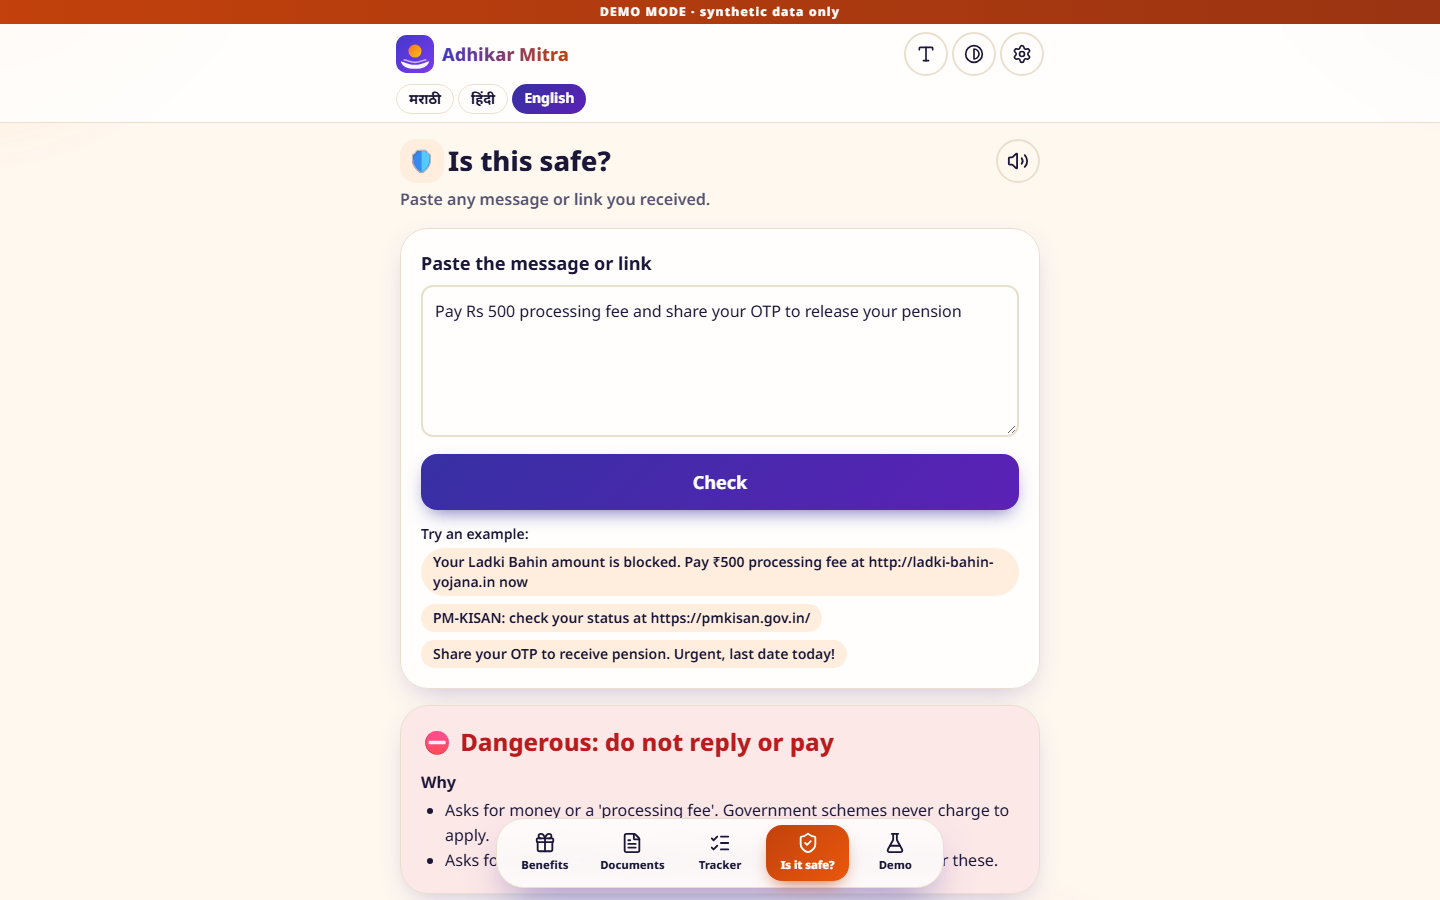 DEMO MODE · synthetic data only
Adhikar Mitra
मराठी हिंदी English
Is this safe?
Paste any message or link you received.
Paste the message or link
Pay Rs 500 processing fee and share your OTP to release your pension
Check
Try an example:
Your Ladki Bahin amount is blocked. Pay ₹500 processing fee at http://ladki-bahin-
yojana.in now
PM-KISAN: check your status at https://pmkisan.gov.in/
Share your OTP to receive pension. Urgent, last date today!
Dangerous: do not reply or pay
Why
Asks for money or a 'processing fee'. Government schemes never charge to
apply.
Asks these.
Benefits Documents Tracker Is it safe? Demo